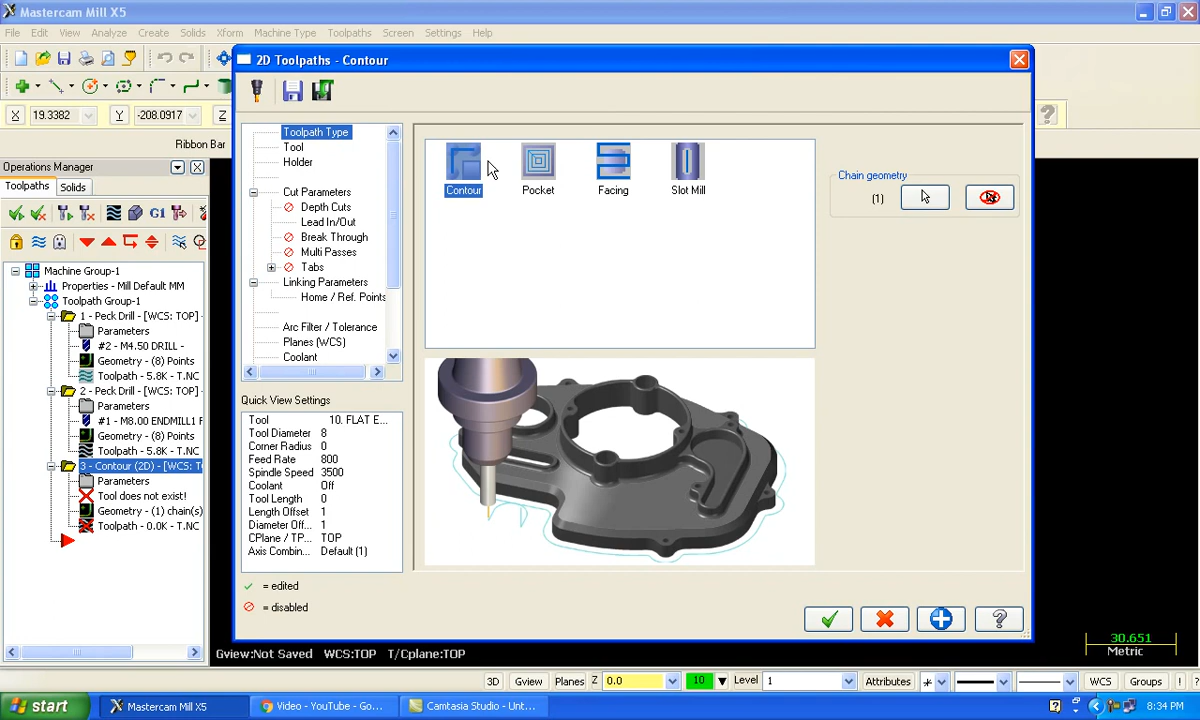 Mastercam Mill X5
File Edit View Analyze Create Solids Xform Machine Type Toolpaths Screen Settings Help
X 19.3382 Y -208.0917 Z
Ribbon Bar
Operations Manager
Toolpaths Solids
G1
Machine Group-1
Properties - Mill Default MM
Toolpath Group-1
1 - Peck Drill - [WCS: TOP] -
Parameters
#2 - M4.50 DRILL -
Geometry - (8) Points
Toolpath - 5.8K - T.NC
2 - Peck Drill - [WCS: TOP] -
Parameters
#1 - M8.00 ENDMILL1 F
Geometry - (8) Points
Toolpath - 5.8K - T.NC
3 - Contour (2D) - [WCS: T
Parameters
Tool does not exist!
Geometry - (1) chain(s)
Toolpath - 0.0K - T.NC
2D Toolpaths - Contour
Toolpath Type
Tool
Holder
Cut Parameters
Depth Cuts
Lead In/Out
Break Through
Multi Passes
Tabs
Linking Parameters
Home / Ref. Points
Arc Filter / Tolerance
Planes (WCS)
Coolant
Contour Pocket Facing Slot Mill
Chain geometry
(1)
Quick View Settings
Tool 10. FLAT E...
Tool Diameter 8
Corner Radius 0
Feed Rate 800
Spindle Speed 3500
Coolant Off
Tool Length 0
Length Offset 1
Diameter Off... 1
CPlane / TP... TOP
Axis Combin... Default (1)
= edited
= disabled
?
Gview:Not Saved WCS:TOP T/Cplane:TOP
30.651
Metric
3D Gview Planes Z 0.0 10 Level 1 Attributes WCS Groups ! ?
start Mastercam Mill X5 Video - YouTube - Go... Camtasia Studio - Unt... 8:34 PM